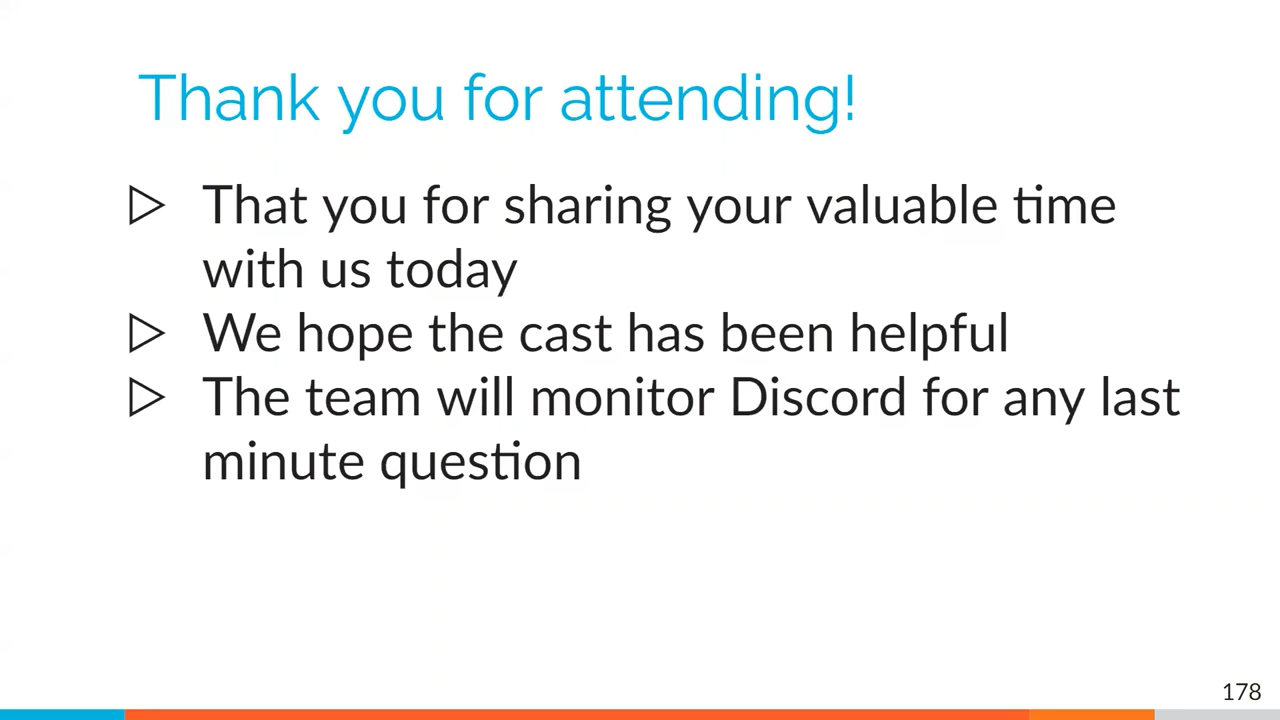 Thank you for attending!
▷ That you for sharing your valuable time
with us today
▷ We hope the cast has been helpful
▷ The team will monitor Discord for any last
minute question
178